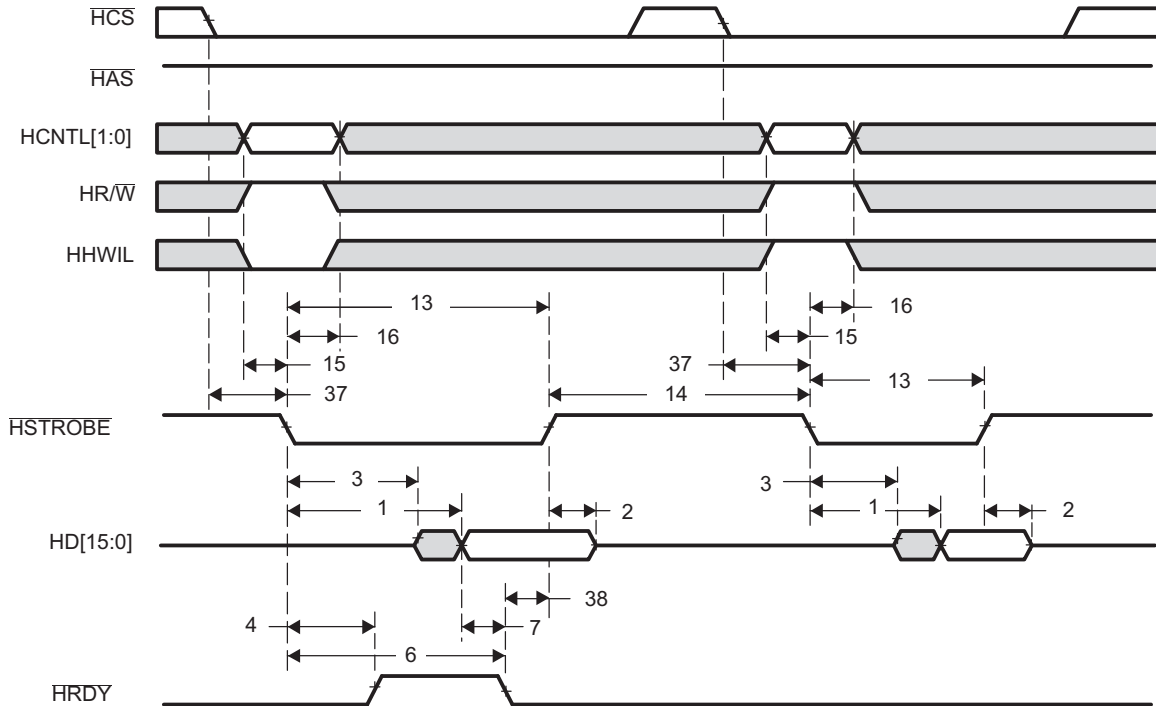 HCS
HAS
HCNTL[1:0]
HR/W
HHWIL
13
16
16
15
15
37
37
13
14
HSTROBE
3
3
1
1
2
2
HD[15:0]
38
4
7
6
HRDY